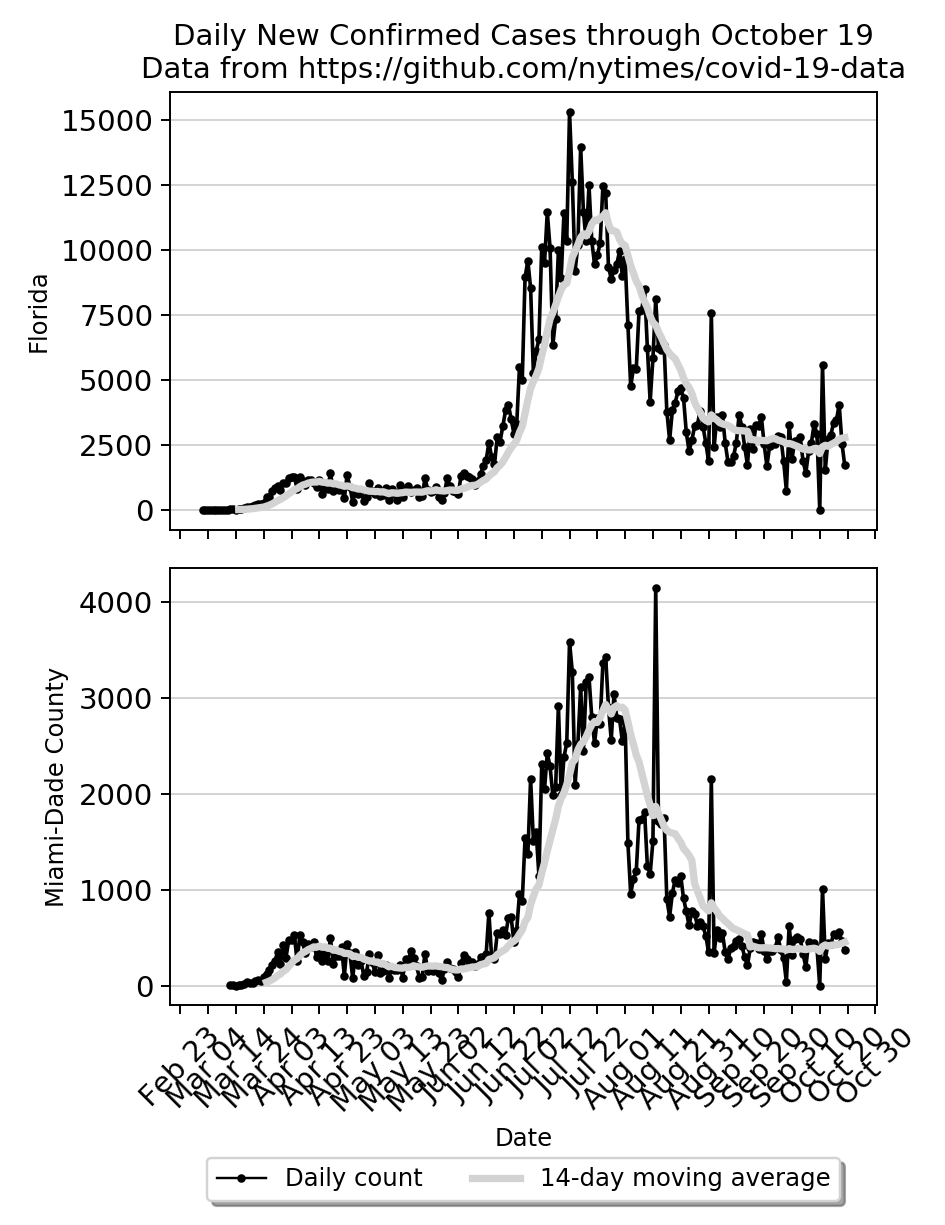 Daily New Confirmed Cases through October 19
Data from https://github.com/nytimes/covid-19-data
15000
12500
10000
7500
5000
2500
0
Florida
4000
3000
2000
1000
0
Miami-Dade County
Feb 23
Mar 04
Mar 14
Mar 24
Apr 03
Apr 13
Apr 23
May 03
May 13
May 23
Jun 02
Jun 12
Jun 22
Jul 02
Jul 12
Jul 22
Aug 01
Aug 11
Aug 21
Aug 31
Sep 10
Sep 20
Sep 30
Oct 10
Oct 20
Oct 30
Date
Daily count
14-day moving average